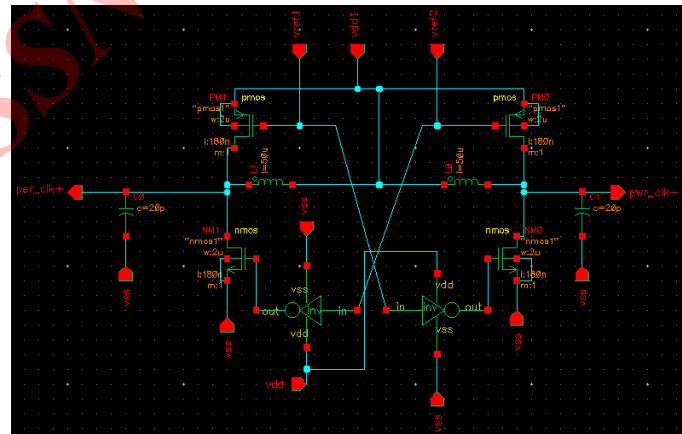 SSN
vref1
vdd1
vref2
PM1
pmos
"pmos1"
w:2u
l:180n
m:1
pmos
PM0
"pmos1"
w:2u
l:180n
m:1
L1
l=50u
L0
l=50u
per_clk+
C0
c=20p
vss
C1
c=20p
pwr_clk-
vss
NM1
nmos
"nmos1"
w:2u
l:180n
m:1
vss
vss
vss
out
inv
in
vdd
vdd
nmos
NM0
"nmos1"
w:2u
l:180n
m:1
vss
vdd
in
inv
out
vss
vss